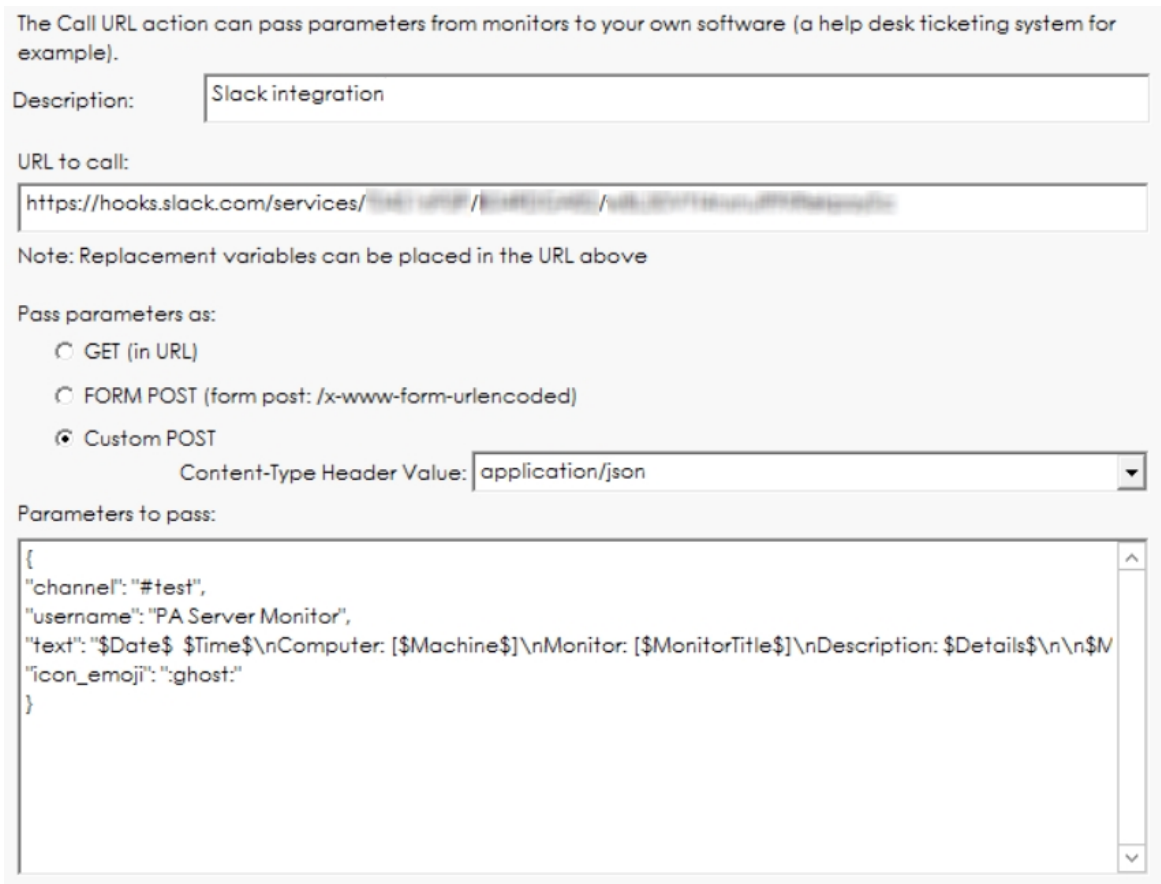 The Call URL action can pass parameters from monitors to your own software (a help desk ticketing system for
example).
Description: Slack integration
URL to call:
https://hooks.slack.com/services/ / /
Note: Replacement variables can be placed in the URL above
Pass parameters as:
GET (in URL)
FORM POST (form post: /x-www-form-urlencoded)
Custom POST
Content-Type Header Value: application/json
Parameters to pass:
{
"channel": "#test",
"username": "PA Server Monitor",
"text": "$Date$  $Time$\nComputer: [$Machine$]\nMonitor: [$MonitorTitle$]\nDescription: $Details$\n\n$M
"icon_emoji": ":ghost:"
}